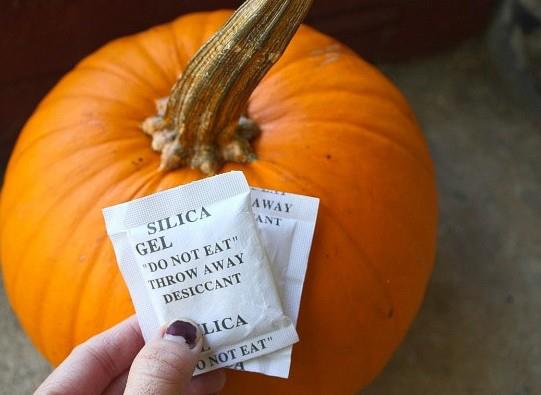 SILICA
GEL
"DO NOT EAT"
THROW AWAY
DESICCANT
SILICA
DO NOT EAT"
AWAY